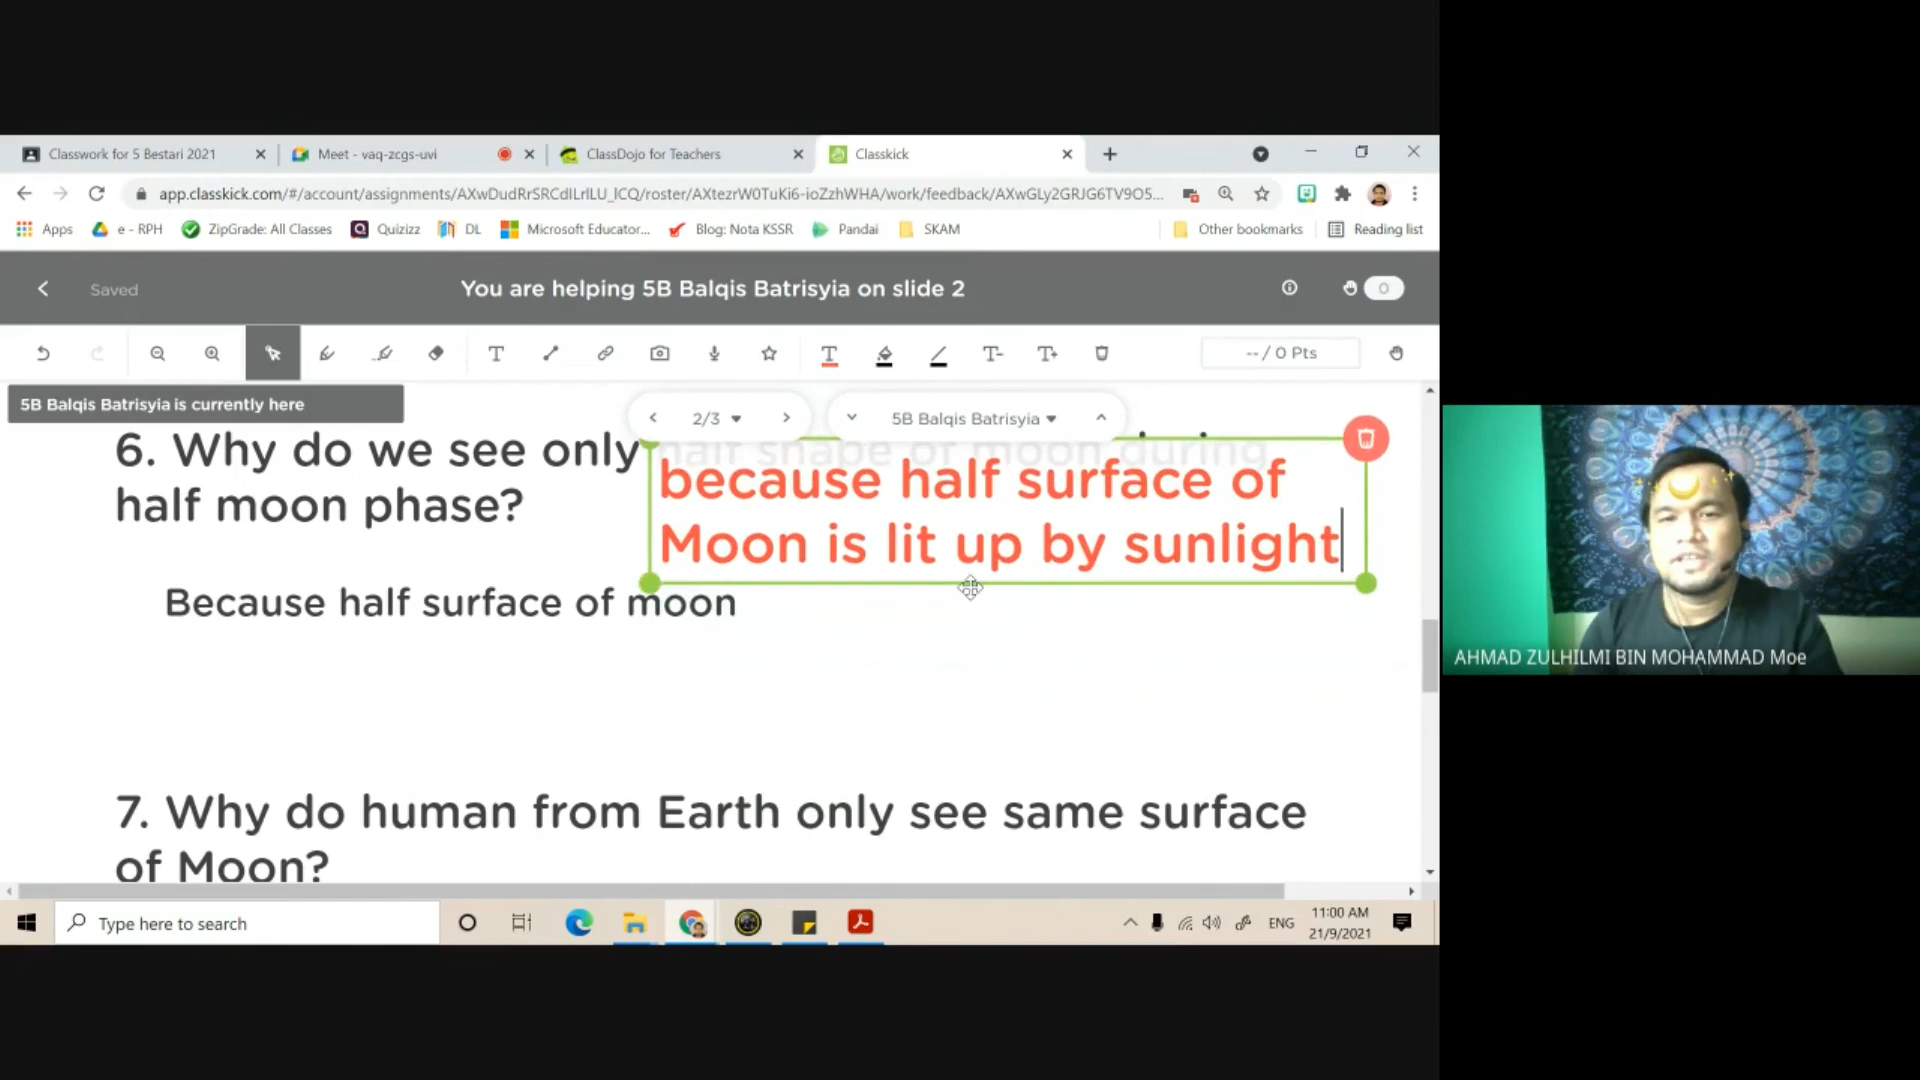 Classwork for 5 Bestari 2021
Meet - vaq-zcgs-uvi
ClassDojo for Teachers
Classkick
app.classkick.com/#/account/assignments/AXwDudRrSRCdILrILU_lCQ/roster/AXtezrW0TuKi6-ioZzhWHA/work/feedback/AXwGLy2GRJG6TV9O5...
Apps
e - RPH
ZipGrade: All Classes
Quizizz
DL
Microsoft Educator...
Blog: Nota KSSR
Pandai
SKAM
Other bookmarks
Reading list
Saved
You are helping 5B Balqis Batrisyia on slide 2
0
-- / 0 Pts
5B Balqis Batrisyia is currently here
2/3
5B Balqis Batrisyia
6. Why do we see only half shape of moon during
half moon phase?
because half surface of
Moon is lit up by sunlight
Because half surface of moon
7. Why do human from Earth only see same surface
of Moon?
AHMAD ZULHILMI BIN MOHAMMAD Moe
Type here to search
ENG
11:00 AM
21/9/2021